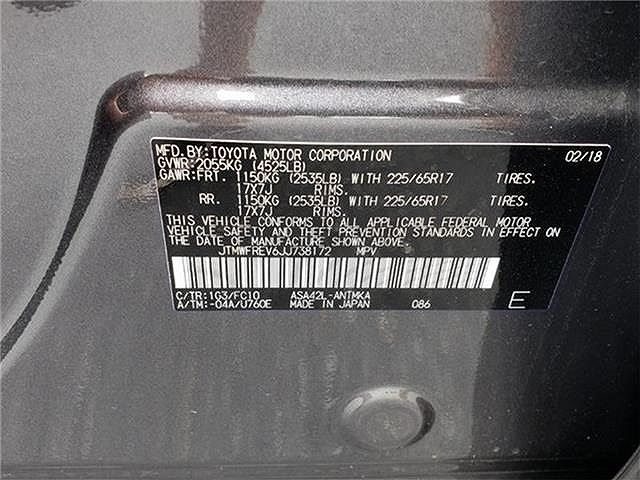 MFD.BY:TOYOTA MOTOR CORPORATION 02/18
GVWR:2055KG (4525LB)
GAWR:FRT. 1150KG (2535LB) WITH 225/65R17 TIRES.
17X7J RIMS.
RR. 1150KG (2535LB) WITH 225/65R17 TIRES.
17X7J RIMS.
THIS VEHICLE CONFORMS TO ALL APPLICABLE FEDERAL MOTOR
VEHICLE SAFETY AND THEFT PREVENTION STANDARDS IN EFFECT ON
THE DATE OF MANUFACTURE SHOWN ABOVE.
JTMWFREV6JJ738172 MPV
C/TR:1G3/FC10 ASA42L-ANTMKA
A/TM:-04A/U760E MADE IN JAPAN 086 E